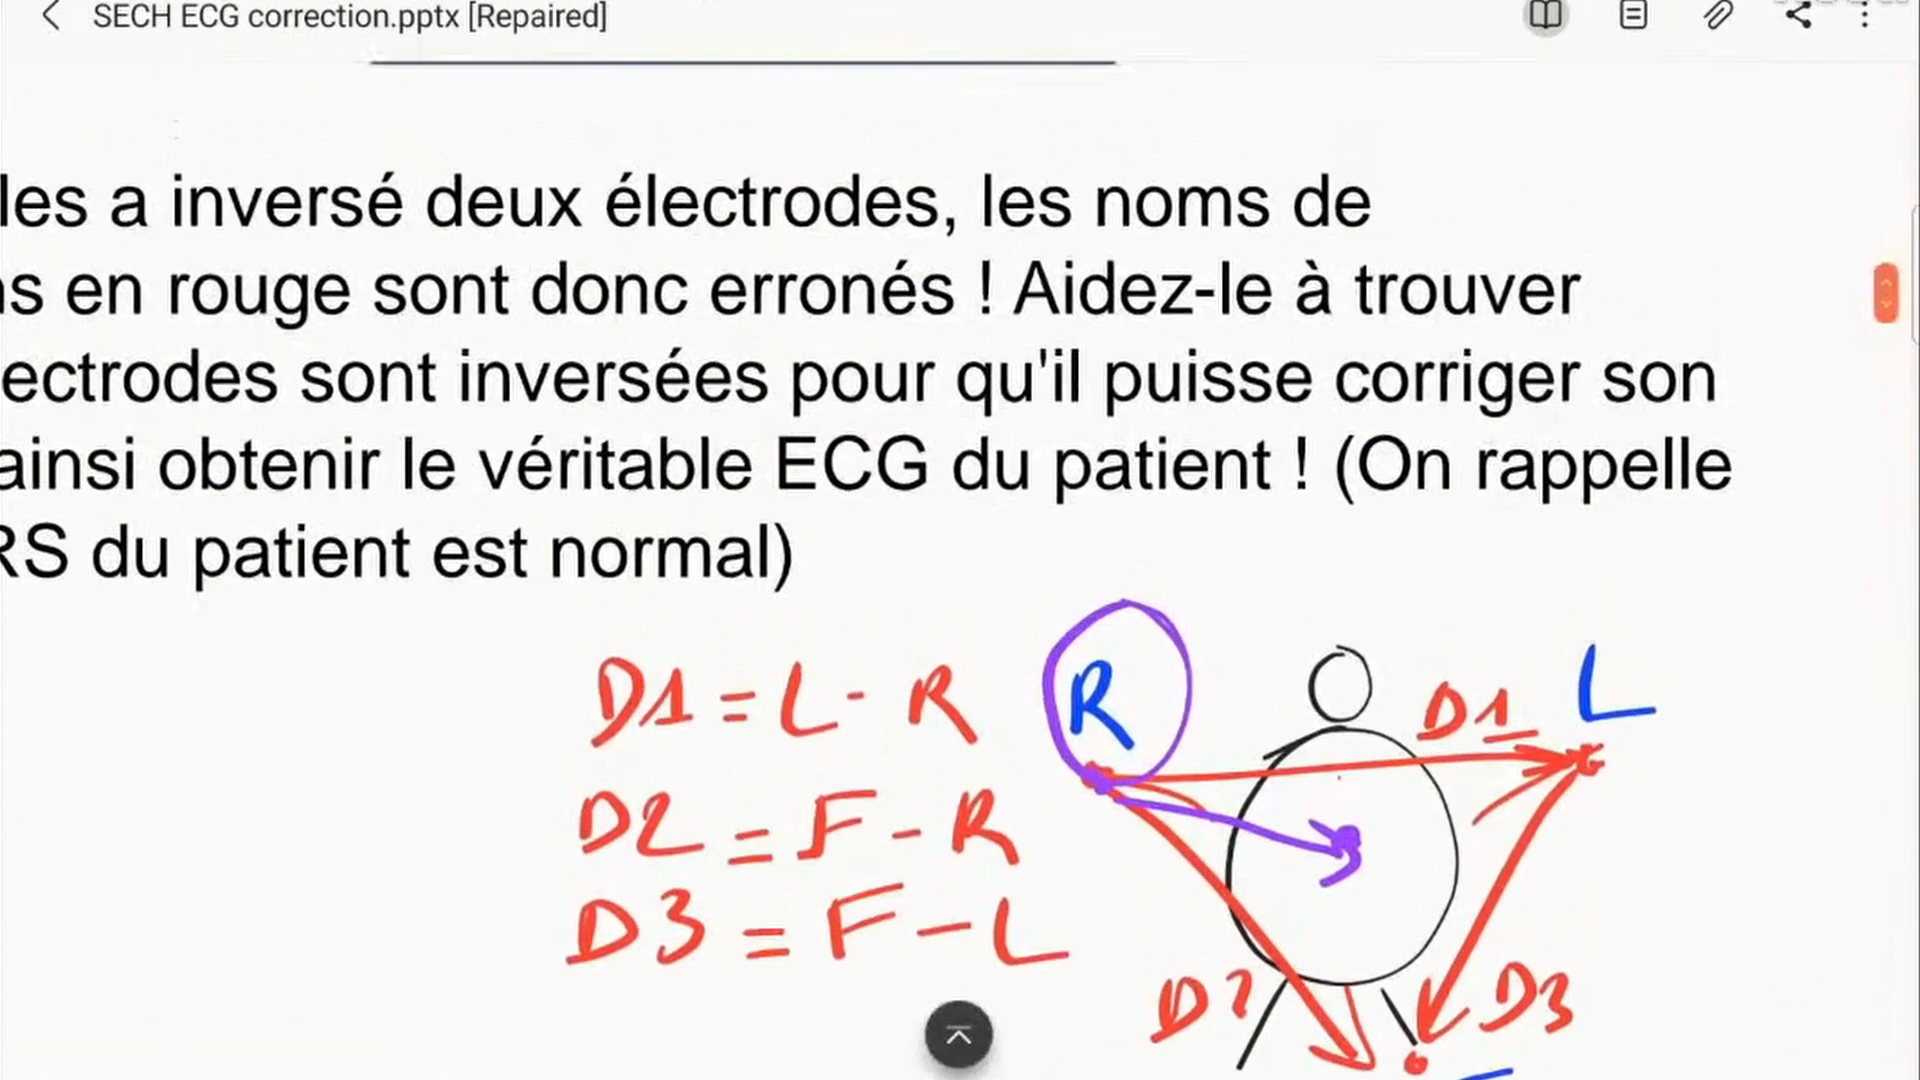 SECH ECG correction.pptx [Repaired]
les a inversé deux électrodes, les noms de
s en rouge sont donc erronés ! Aidez-le à trouver
ectrodes sont inversées pour qu'il puisse corriger son
ainsi obtenir le véritable ECG du patient ! (On rappelle
RS du patient est normal)
D1 = L - R
R
D1
L
D2 = F - R
D3 = F - L
D2
D3